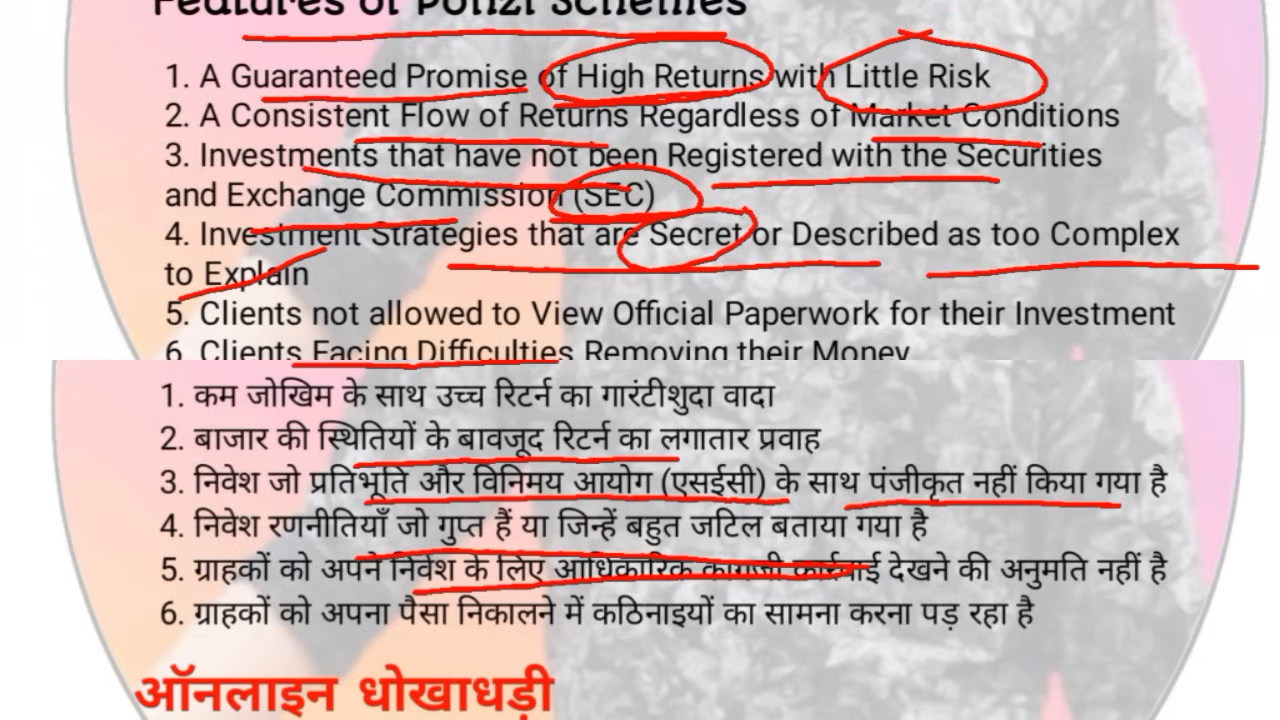 Features of Ponzi Schemes
1. A Guaranteed Promise of High Returns with Little Risk
2. A Consistent Flow of Returns Regardless of Market Conditions
3. Investments that have not been Registered with the Securities
and Exchange Commission (SEC)
4. Investment Strategies that are Secret or Described as too Complex
to Explain
5. Clients not allowed to View Official Paperwork for their Investment
6. Clients Facing Difficulties Removing their Money
1. कम जोखिम के साथ उच्च रिटर्न का गारंटीशुदा वादा
2. बाजार की स्थितियों के बावजूद रिटर्न का लगातार प्रवाह
3. निवेश जो प्रतिभूति और विनिमय आयोग (एसईसी) के साथ पंजीकृत नहीं किया गया है
4. निवेश रणनीतियाँ जो गुप्त हैं या जिन्हें बहुत जटिल बताया गया है
5. ग्राहकों को अपने निवेश के लिए आधिकारिक कागजी कार्रवाई देखने की अनुमति नहीं है
6. ग्राहकों को अपना पैसा निकालने में कठिनाइयों का सामना करना पड़ रहा है
ऑनलाइन धोखाधड़ी